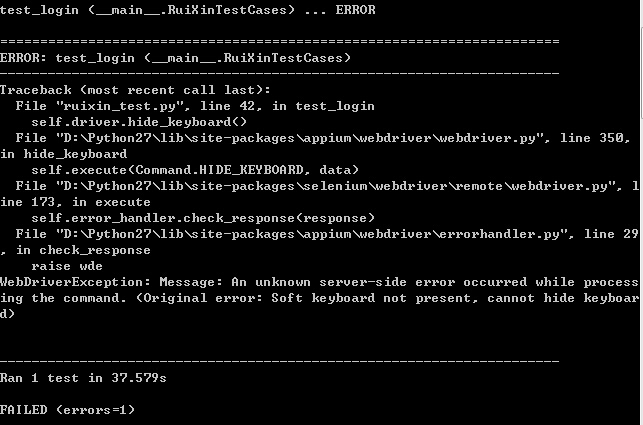 test_login (__main__.RuiXinTestCases) ... ERROR
======================================================================
ERROR: test_login (__main__.RuiXinTestCases)
----------------------------------------------------------------------
Traceback (most recent call last):
  File "ruixin_test.py", line 42, in test_login
    self.driver.hide_keyboard()
  File "D:\Python27\lib\site-packages\appium\webdriver\webdriver.py", line 350,
in hide_keyboard
    self.execute(Command.HIDE_KEYBOARD, data)
  File "D:\Python27\lib\site-packages\selenium\webdriver\remote\webdriver.py", l
ine 173, in execute
    self.error_handler.check_response(response)
  File "D:\Python27\lib\site-packages\appium\webdriver\errorhandler.py", line 29
, in check_response
    raise wde
WebDriverException: Message: An unknown server-side error occurred while process
ing the command. (Original error: Soft keyboard not present, cannot hide keyboar
d)
----------------------------------------------------------------------
Ran 1 test in 37.579s
FAILED (errors=1)